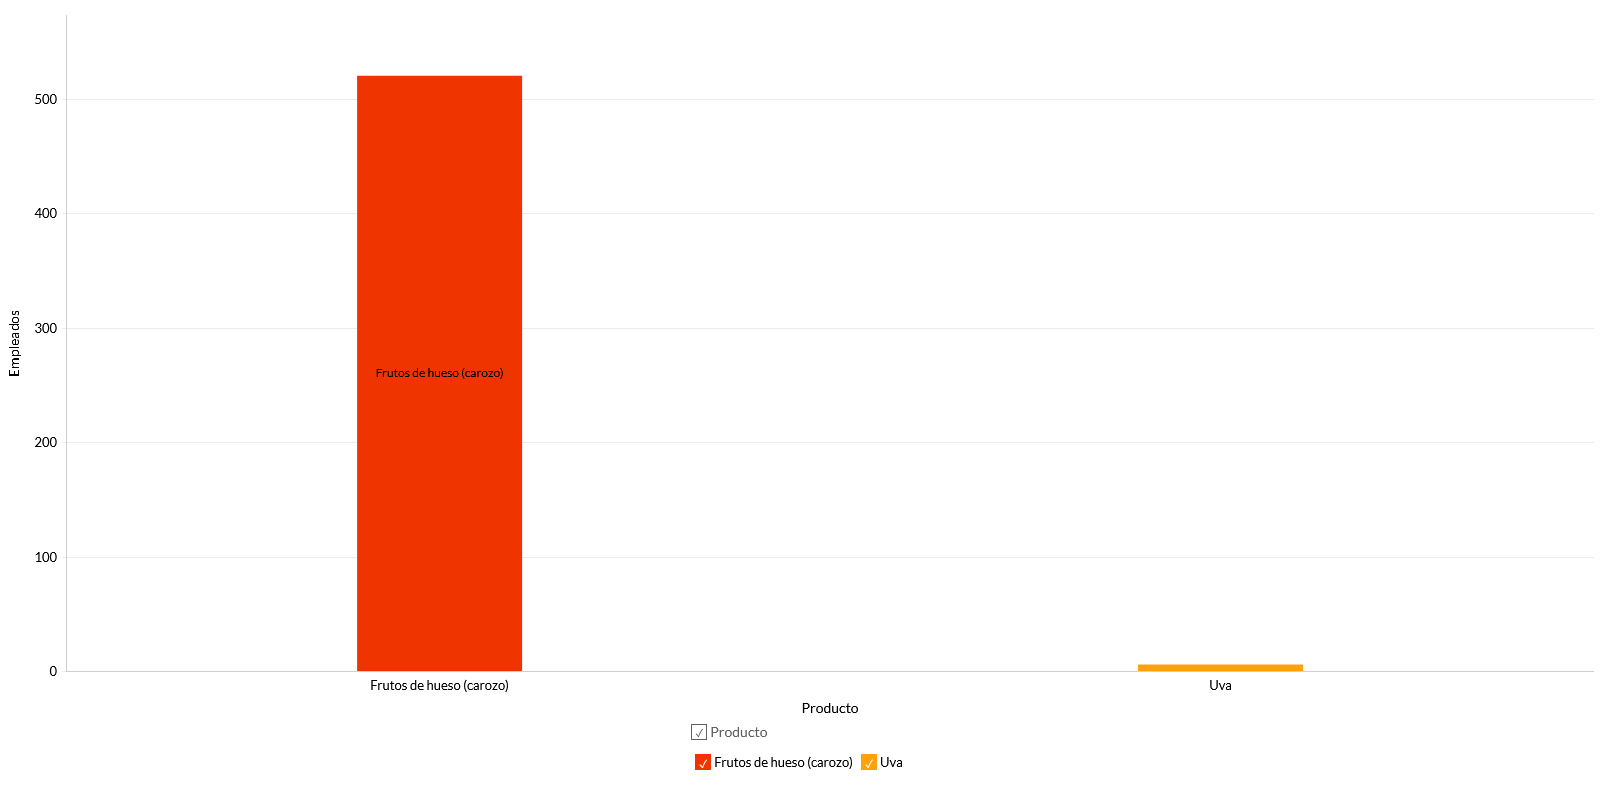 Empleados
500
400
300
200
100
0
Frutos de hueso (carozo)
Frutos de hueso (carozo)
Uva
Producto
Producto
Frutos de hueso (carozo)
Uva